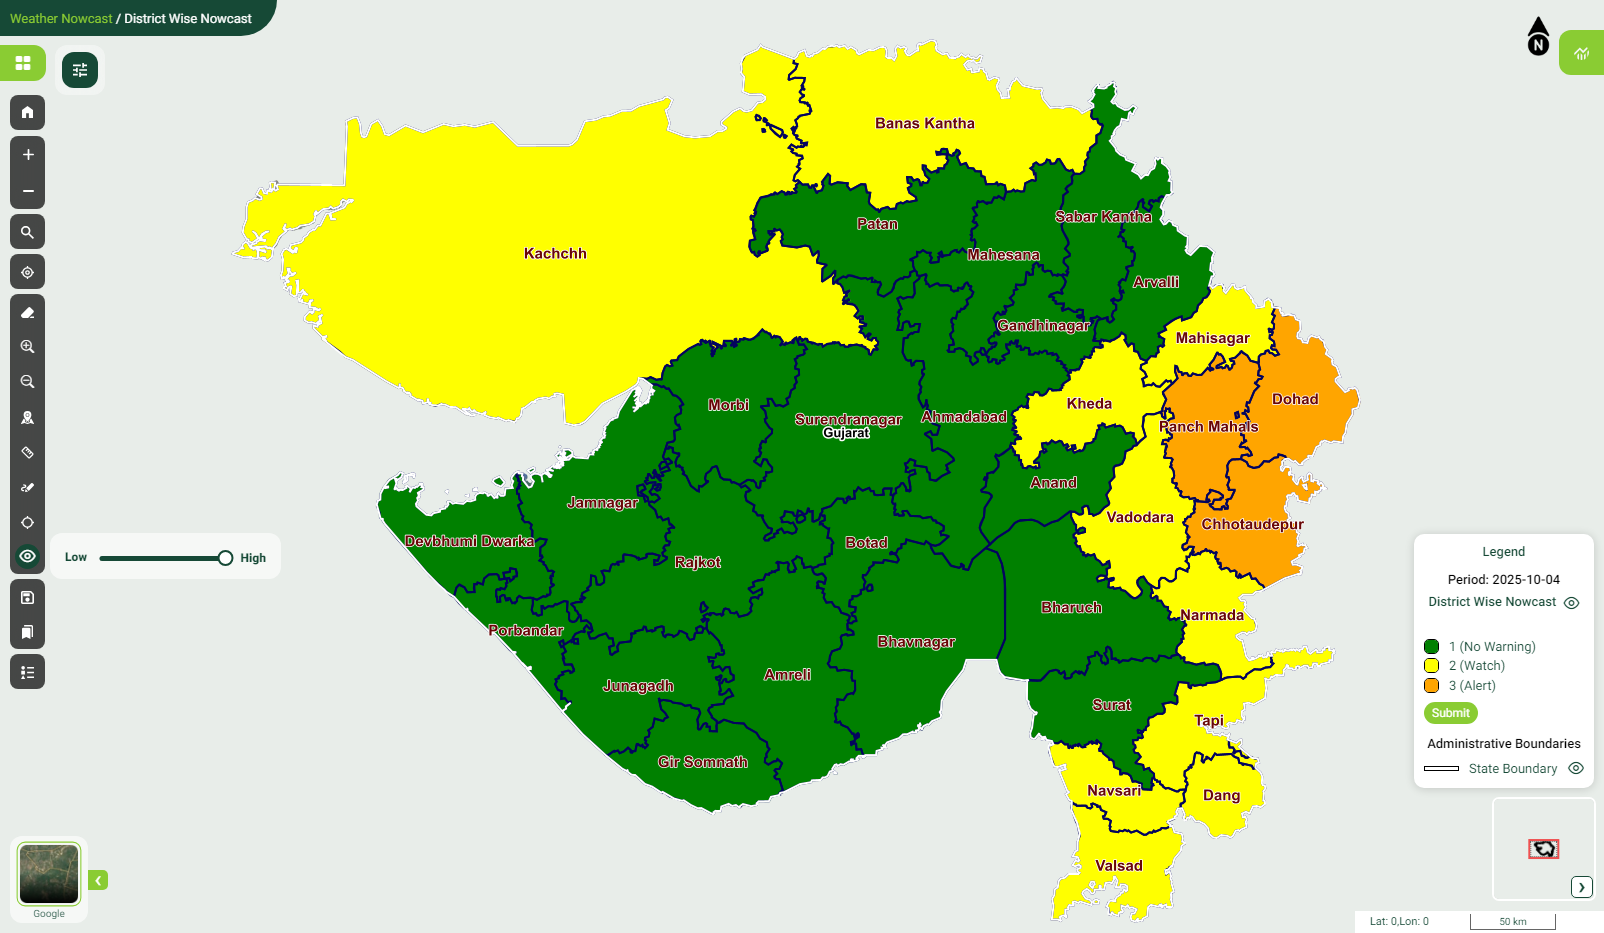 Weather Nowcast / District Wise Nowcast
N
Banas Kantha
Patan
Sabar Kantha
Kachchh
Mahesana
Arvalli
Gandhinagar
Mahisagar
Dohad
Morbi
Kheda
Surendranagar
Ahmadabad
Gujarat
Panch Mahals
Anand
Jamnagar
Vadodara
Chhotaudepur
Devbhumi Dwarka
Botad
Rajkot
Bharuch
Narmada
Porbandar
Bhavnagar
Amreli
Junagadh
Surat
Tapi
Gir Somnath
Navsari
Dang
Valsad
Low High
Legend
Period: 2025-10-04
District Wise Nowcast
1 (No Warning)
2 (Watch)
3 (Alert)
Submit
Administrative Boundaries
State Boundary
Google
Lat: 0,Lon: 0
50 km